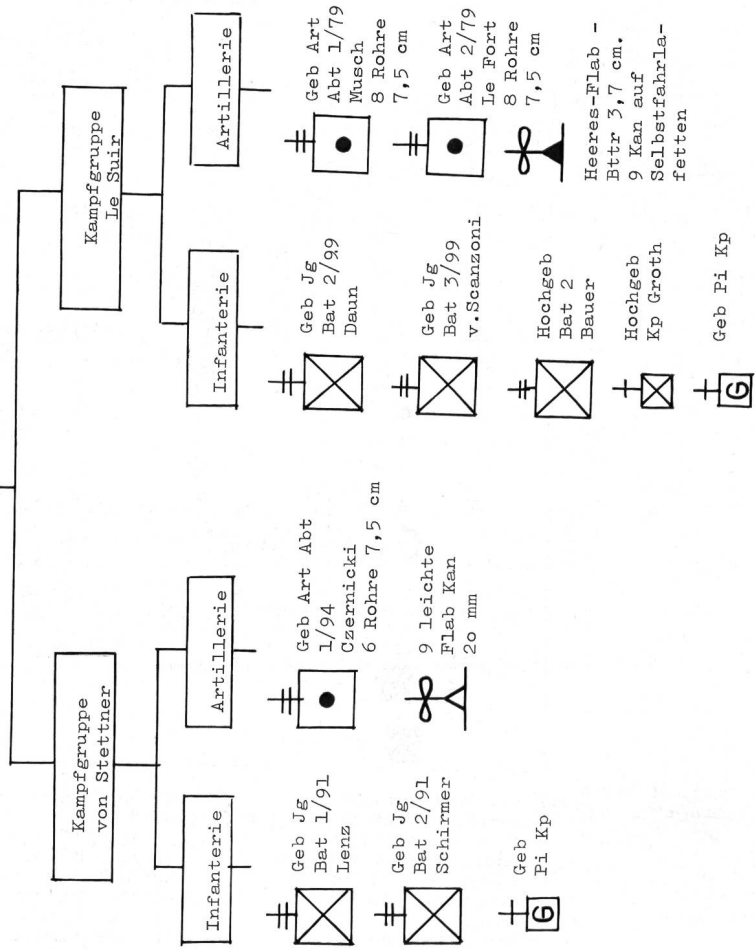 Kampfgruppe
von Stettner
Infanterie
Geb Jg
Bat 1/91
Lenz
Geb Jg
Bat 2/91
Schirmer
G
Geb
Pi Kp
Artillerie
Geb Art Abt
1/94
Czernicki
6 Rohre 7,5 cm
9 leichte
Flab Kan
2o mm
Kampfgruppe
Le Suir
Infanterie
Geb Jg
Bat 2/99
Daun
Geb Jg
Bat 3/99
v.Scanzoni
Hochgeb
Bat 2
Bauer
Hochgeb
Kp Groth
G
Geb Pi Kp
Artillerie
Geb Art
Abt 1/79
Musch
8 Rohre
7,5 cm
Geb Art
Abt 2/79
Le Fort
8 Rohre
7,5 cm
Heeres-Flab -
Bttr 3,7 cm.
9 Kan auf
Selbstfahrla-
fetten